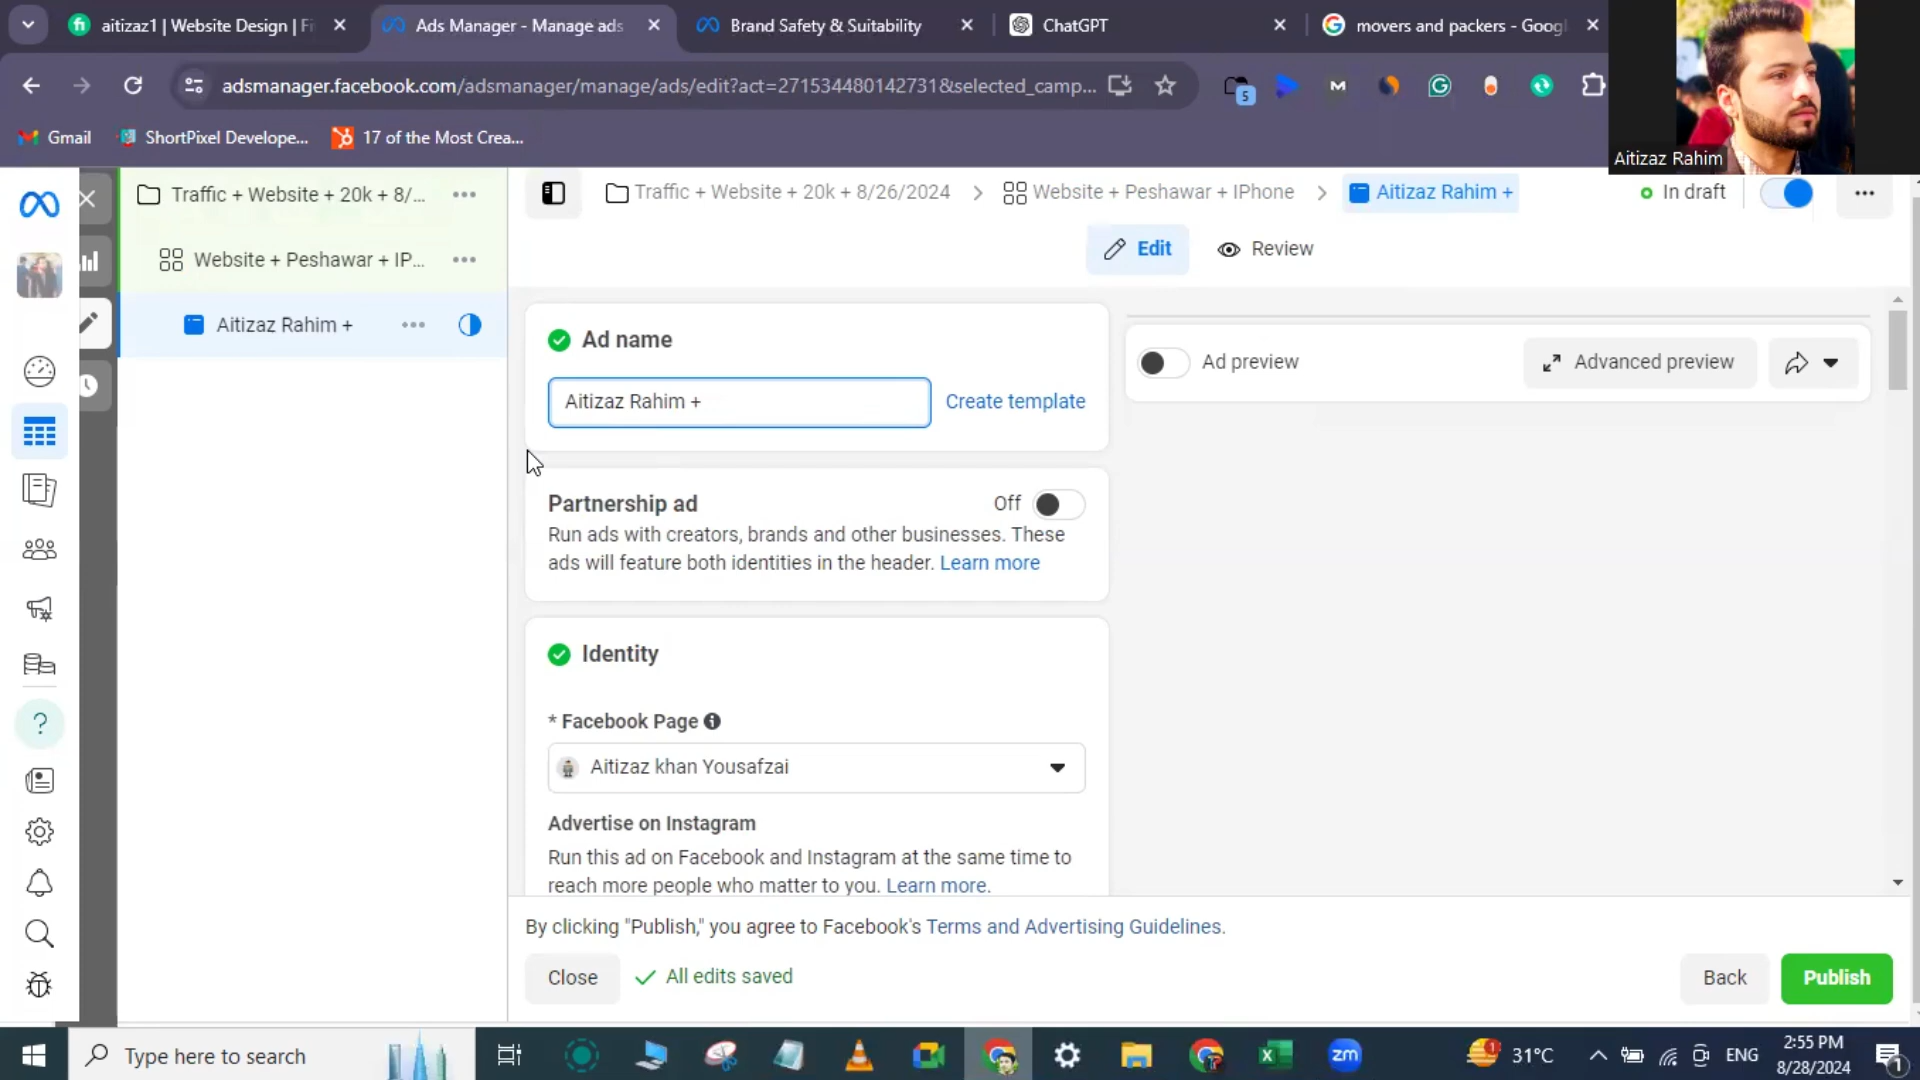 aitizaz1 | Website Design | Fi
Ads Manager - Manage ads
Brand Safety & Suitability
ChatGPT
movers and packers - Goog
adsmanager.facebook.com/adsmanager/manage/ads/edit?act=271534480142731&selected_camp...
5
Gmail
ShortPixel Develope...
17 of the Most Crea...
Aitizaz Rahim
Traffic + Website + 20k + 8/...
Website + Peshawar + IP...
Aitizaz Rahim +
Traffic + Website + 20k + 8/26/2024
Website + Peshawar + IPhone
Aitizaz Rahim +
In draft
Edit
Review
Ad name
Aitizaz Rahim +
Create template
Ad preview
Advanced preview
Partnership ad
Off
Run ads with creators, brands and other businesses. These
ads will feature both identities in the header. Learn more
Identity
* Facebook Page
Aitizaz khan Yousafzai
Advertise on Instagram
Run this ad on Facebook and Instagram at the same time to
reach more people who matter to you. Learn more.
By clicking "Publish," you agree to Facebook's Terms and Advertising Guidelines.
Close
All edits saved
Back
Publish
Type here to search
zm
31°C
ENG
2:55 PM
8/28/2024
1